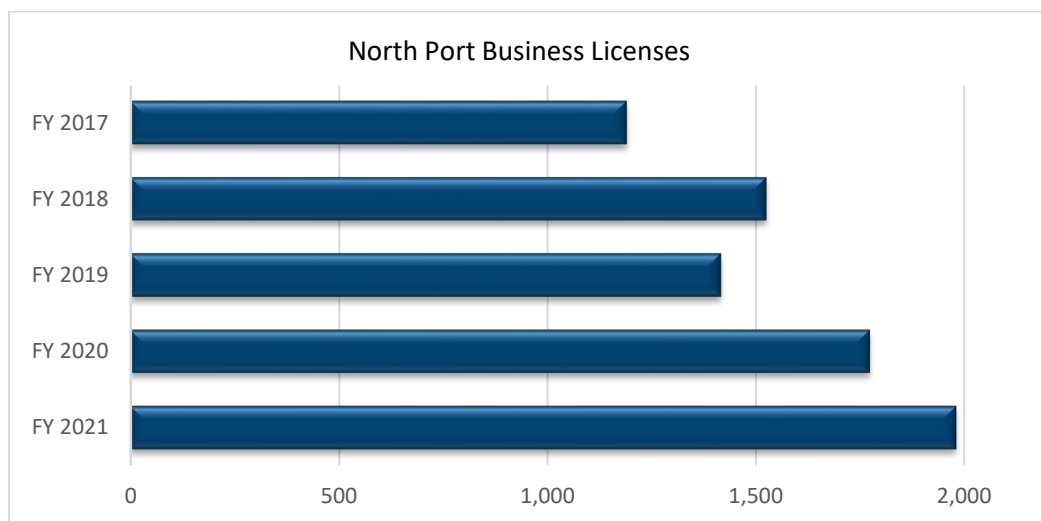 North Port Business Licenses
FY 2017
FY 2018
FY 2019
FY 2020
FY 2021
0 500 1,000 1,500 2,000